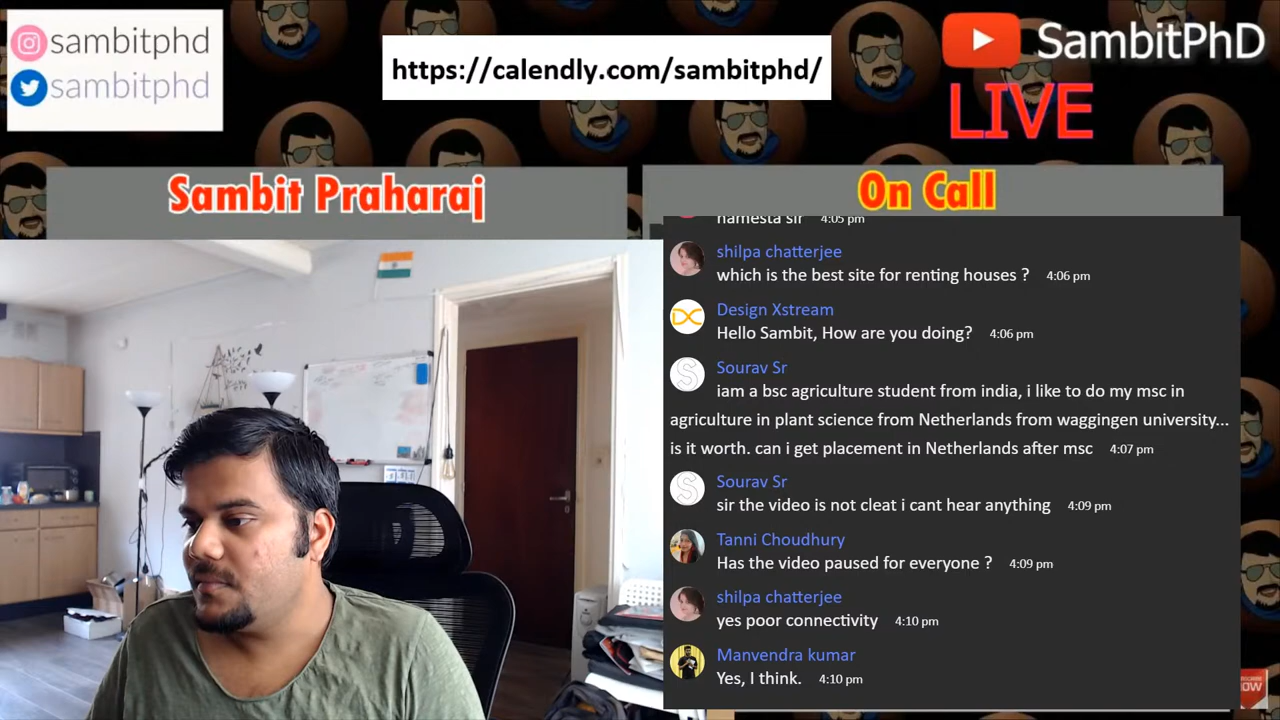 sambitphd
sambitphd
https://calendly.com/sambitphd/
SambitPhD
LIVE
Sambit Praharaj
On Call
namesta sir 4:05 pm
shilpa chatterjee
which is the best site for renting houses ? 4:06 pm
Design Xstream
Hello Sambit, How are you doing? 4:06 pm
Sourav Sr
iam a bsc agriculture student from india, i like to do my msc in
agriculture in plant science from Netherlands from waggingen university...
is it worth. can i get placement in Netherlands after msc 4:07 pm
Sourav Sr
sir the video is not cleat i cant hear anything 4:09 pm
Tanni Choudhury
Has the video paused for everyone ? 4:09 pm
shilpa chatterjee
yes poor connectivity 4:10 pm
Manvendra kumar
Yes, I think. 4:10 pm